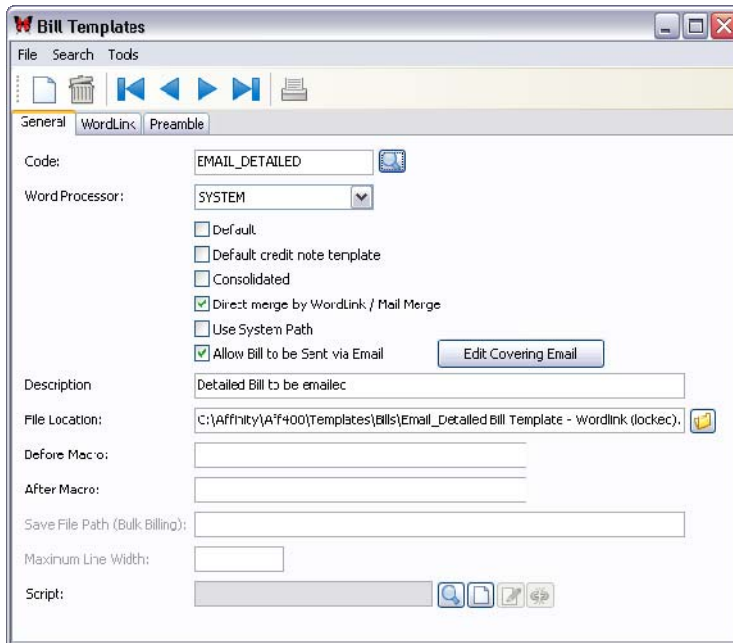 Bill Templates
File Search Tools
General WordLink Preamble
Code: EMAIL_DETAILED
Word Processor: SYSTEM
Default
Default credit note template
Consolidated
Direct merge by WordLink / Mail Merge
Use System Path
Allow Bill to be Sent via Email Edit Covering Email
Description Detailed Bill to be emailed
File Location: C:\Affinity\Aff400\Templates\Bills\Email_Detailed Bill Template - Wordlink (locked).
Before Macro:
After Macro:
Save File Path (Bulk Billing):
Maximum Line Width:
Script: